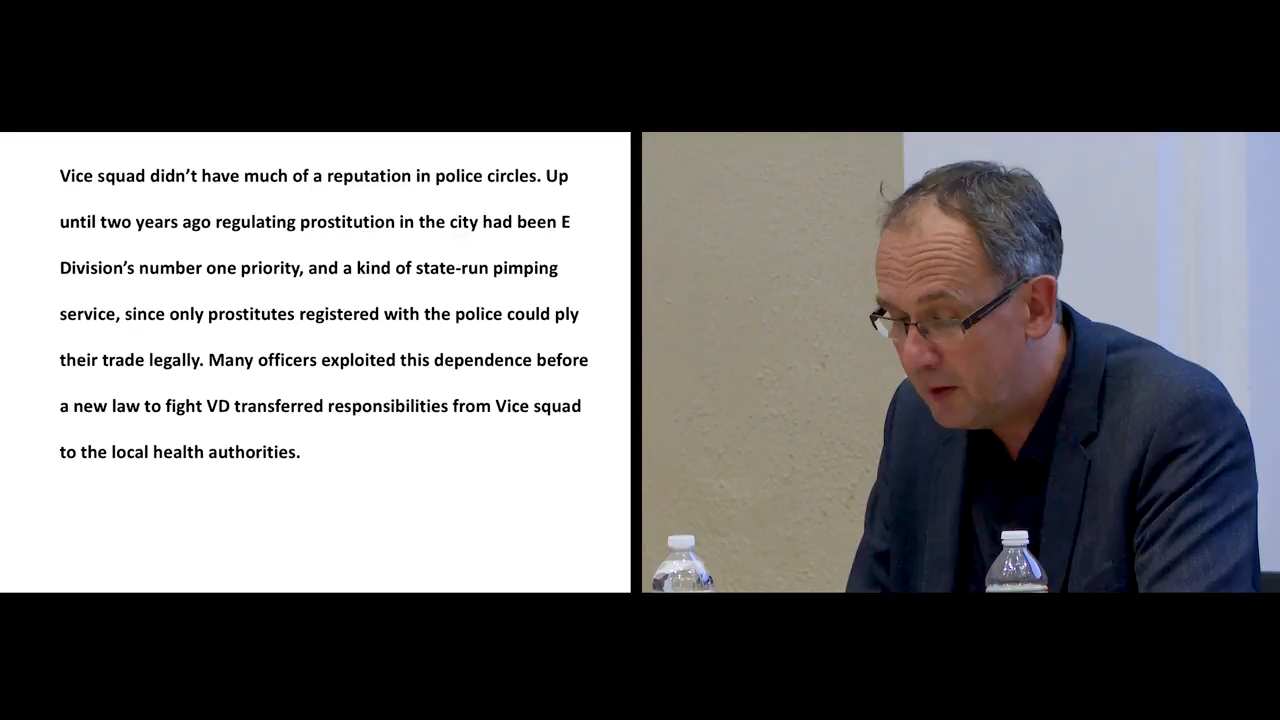 Vice squad didn’t have much of a reputation in police circles. Up
until two years ago regulating prostitution in the city had been E
Division’s number one priority, and a kind of state-run pimping
service, since only prostitutes registered with the police could ply
their trade legally. Many officers exploited this dependence before
a new law to fight VD transferred responsibilities from Vice squad
to the local health authorities.